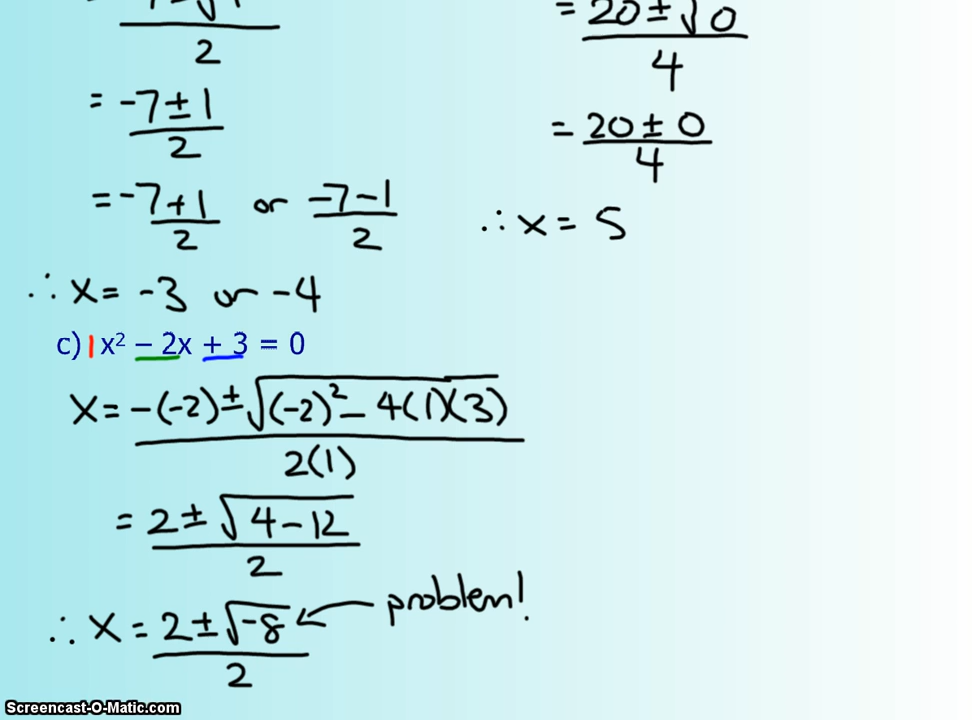 2
= -7 ± 1
2
= -7 + 1 or -7 - 1
2 2
∴ x = -3 or -4
= 20 ± √0
4
= 20 ± 0
4
∴ x = 5
c) 1x² − 2x + 3 = 0
x = -(-2) ± √(-2)² - 4(1)(3)
2(1)
= 2 ± √4 - 12
2
∴ x = 2 ± √-8 ← problem!
2
Screencast-O-Matic.com